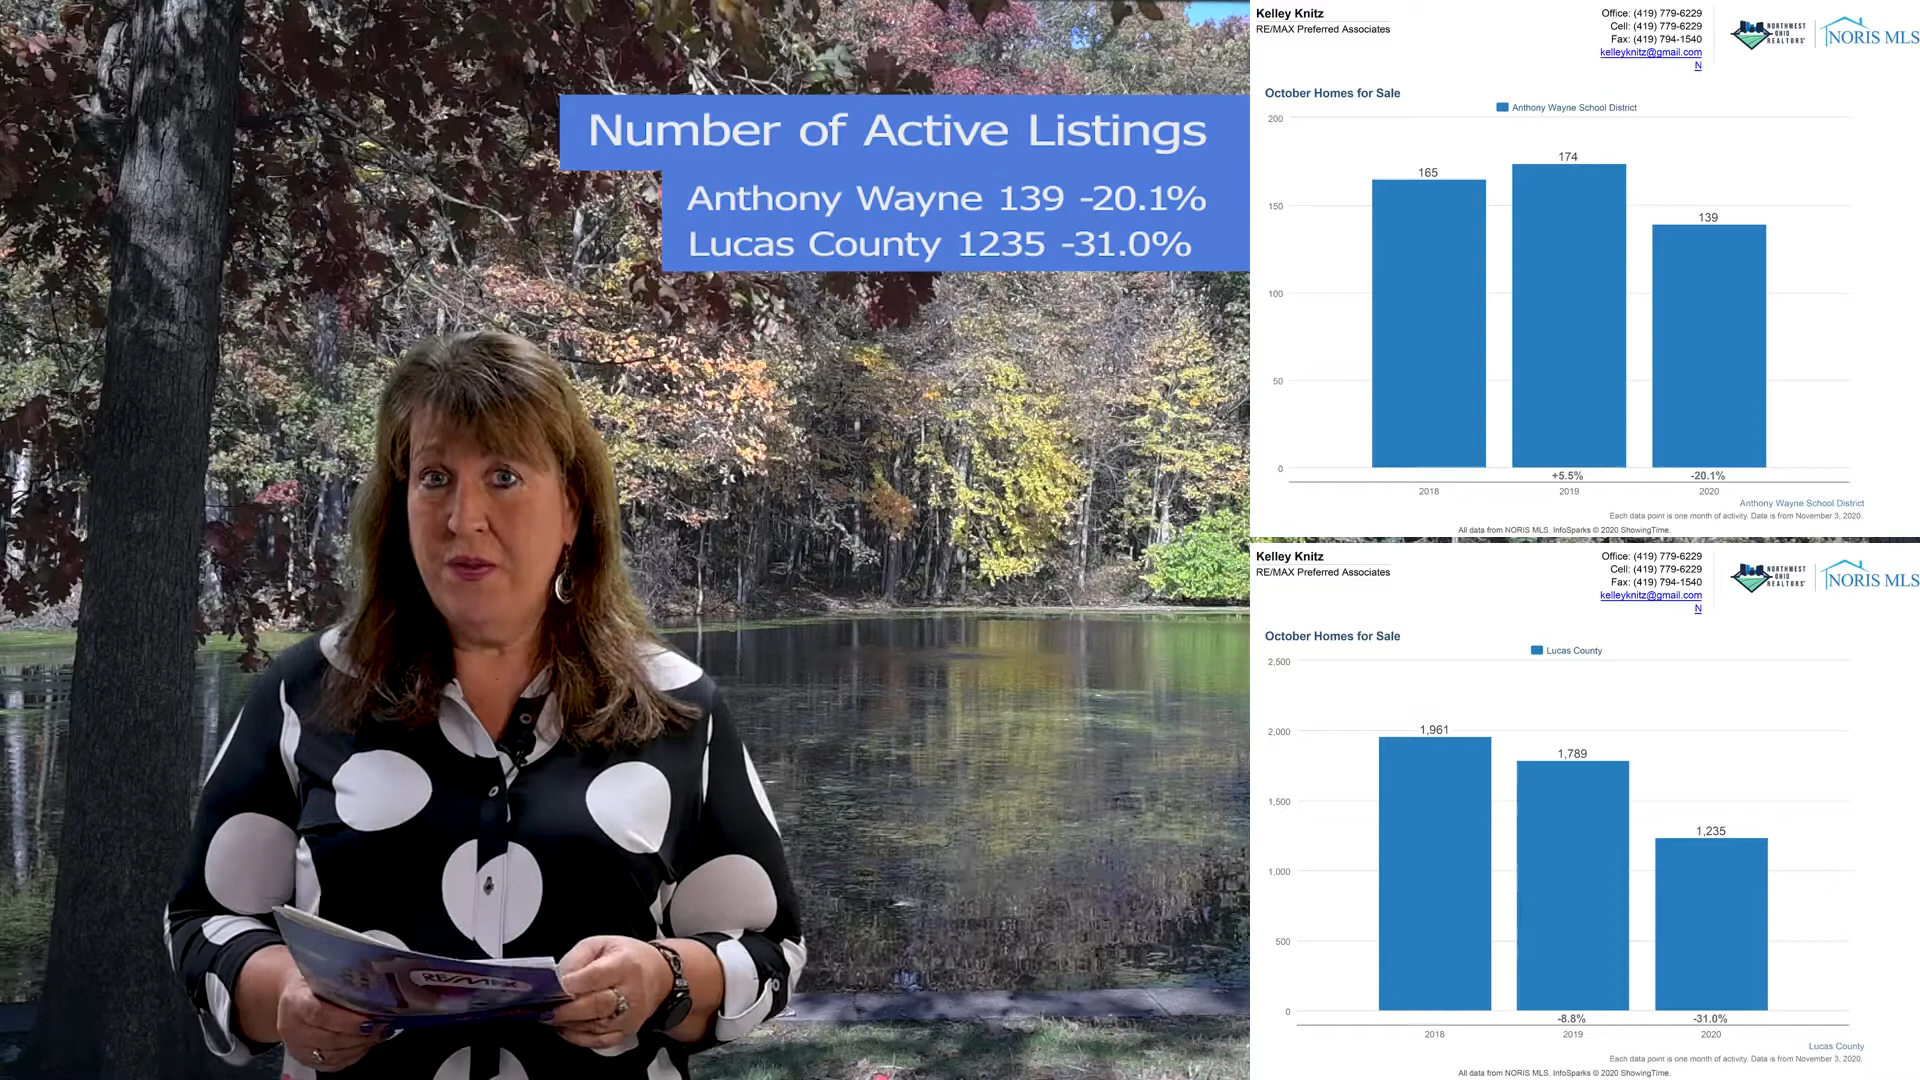 Number of Active Listings
Anthony Wayne 139 -20.1%
Lucas County 1235 -31.0%
RE/MAX
Kelley Knitz
RE/MAX Preferred Associates
Office: (419) 779-6229
Cell: (419) 779-6229
Fax: (419) 794-1540
kelleyknitz@gmail.com
N
NORTHWEST
OHIO
REALTORS®
NORIS MLS
October Homes for Sale
Anthony Wayne School District
200
150
100
50
0
165
174
139
+5.5%
-20.1%
2018
2019
2020
Anthony Wayne School District
Each data point is one month of activity. Data is from November 3, 2020.
All data from NORIS MLS. InfoSparks © 2020 ShowingTime.
Kelley Knitz
RE/MAX Preferred Associates
Office: (419) 779-6229
Cell: (419) 779-6229
Fax: (419) 794-1540
kelleyknitz@gmail.com
N
NORTHWEST
OHIO
REALTORS®
NORIS MLS
October Homes for Sale
Lucas County
2,500
2,000
1,500
1,000
500
0
1,961
1,789
1,235
-8.8%
-31.0%
2018
2019
2020
Lucas County
Each data point is one month of activity. Data is from November 3, 2020.
All data from NORIS MLS. InfoSparks © 2020 ShowingTime.